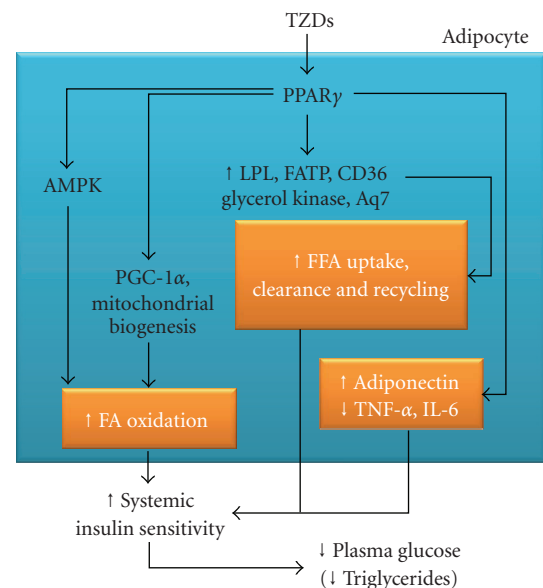 TZDs
Adipocyte
PPARγ
AMPK
↑ LPL, FATP, CD36
glycerol kinase, Aq7
PGC-1α,
mitochondrial
biogenesis
↑ FFA uptake,
clearance and recycling
↑ Adiponectin
↓ TNF-α, IL-6
↑ FA oxidation
↑ Systemic
insulin sensitivity
↓ Plasma glucose
(↓ Triglycerides)